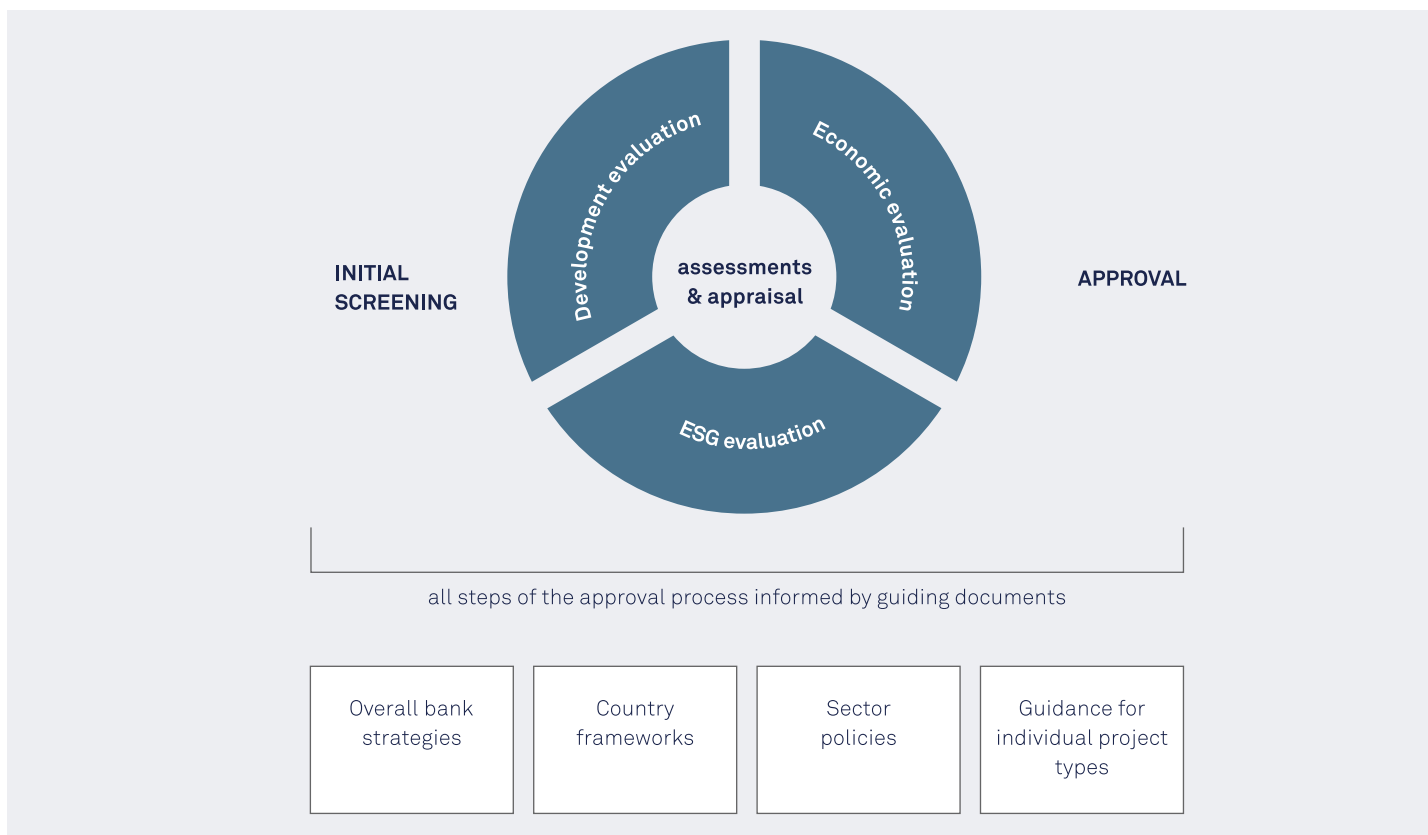 Development evaluation
Economic evaluation
INITIAL
SCREENING
assessments
& appraisal
APPROVAL
ESG evaluation
all steps of the approval process informed by guiding documents
Overall bank
strategies
Country
frameworks
Sector
policies
Guidance for
individual project
types